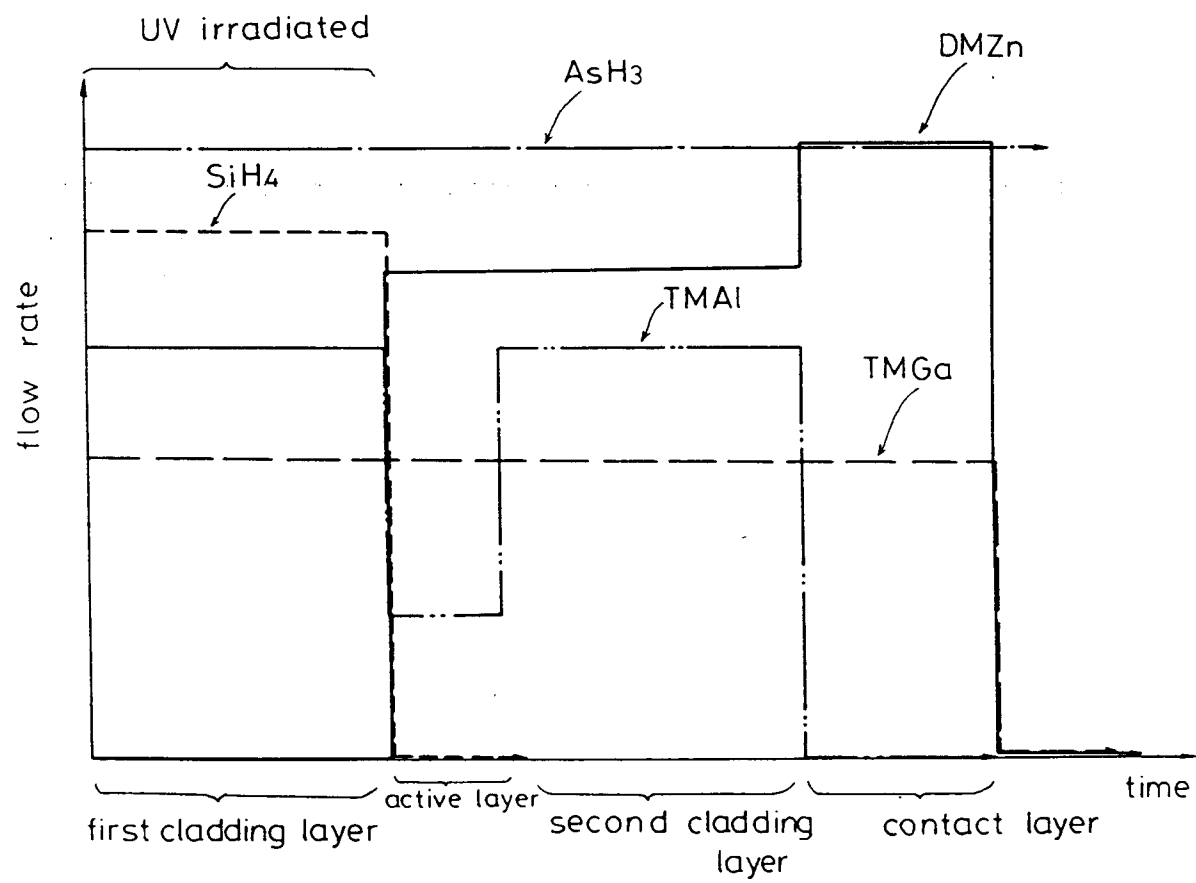 UV irradiated
DMZn
AsH3
SiH4
TMAl
TMGa
flow rate
time
active layer
first cladding layer
second cladding
layer
contact layer